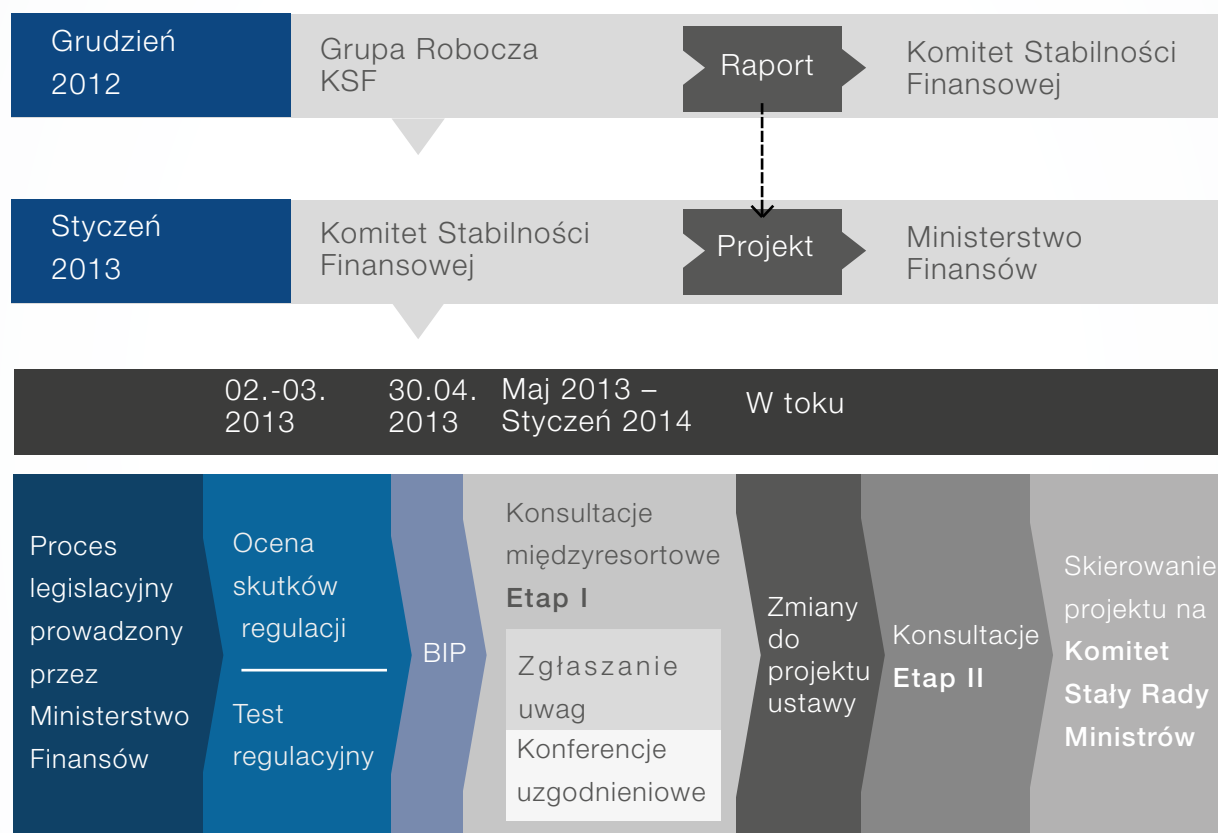 Grudzień
2012
Grupa Robocza
KSF
Raport
Komitet Stabilności
Finansowej
Styczeń
2013
Komitet Stabilności
Finansowej
Projekt
Ministerstwo
Finansów
02.-03.
2013
30.04.
2013
Maj 2013 –
Styczeń 2014
W toku
Proces
legislacyjny
prowadzony
przez
Ministerstwo
Finansów
Ocena
skutków
regulacji
Test
regulacyjny
BIP
Konsultacje
międzyresortowe
Etap I
Zgłaszanie
uwag
Konferencje
uzgodnieniowe
Zmiany
do
projektu
ustawy
Konsultacje
Etap II
Skierowanie
projektu na
Komitet
Stały Rady
Ministrów